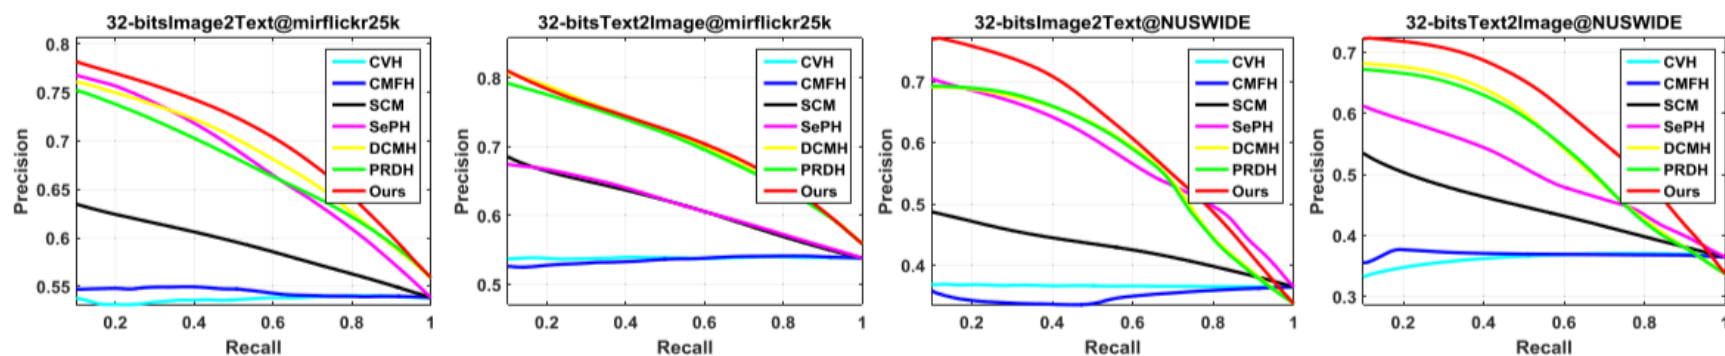 32-bitsImage2Text@mirflickr25k
0.8
0.75
0.7
0.65
0.6
0.55
Precision
0.2
0.4
0.6
0.8
1
Recall
CVH
CMFH
SCM
SePH
DCMH
PRDH
Ours
32-bitsText2Image@mirflickr25k
0.8
0.7
0.6
0.5
Precision
0.2
0.4
0.6
0.8
1
Recall
CVH
CMFH
SCM
SePH
DCMH
PRDH
Ours
32-bitsImage2Text@NUSWIDE
0.7
0.6
0.5
0.4
Precision
0.2
0.4
0.6
0.8
1
Recall
CVH
CMFH
SCM
SePH
DCMH
PRDH
Ours
32-bitsText2Image@NUSWIDE
0.7
0.6
0.5
0.4
0.3
Precision
0.2
0.4
0.6
0.8
1
Recall
CVH
CMFH
SCM
SePH
DCMH
PRDH
Ours